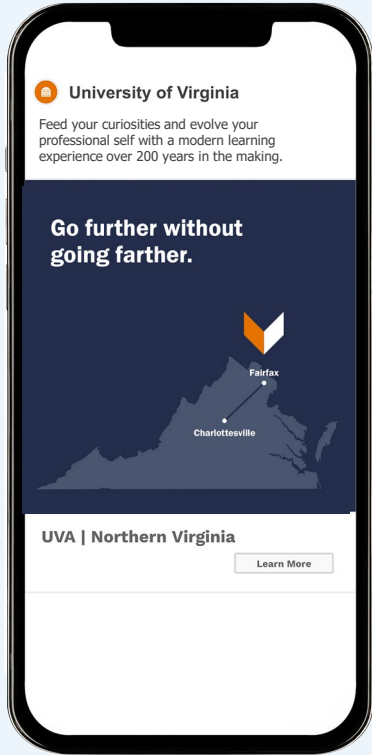 University of Virginia
Feed your curiosities and evolve your
professional self with a modern learning
experience over 200 years in the making.
Go further without
going farther.
Fairfax
Charlottesville
UVA | Northern Virginia
Learn More